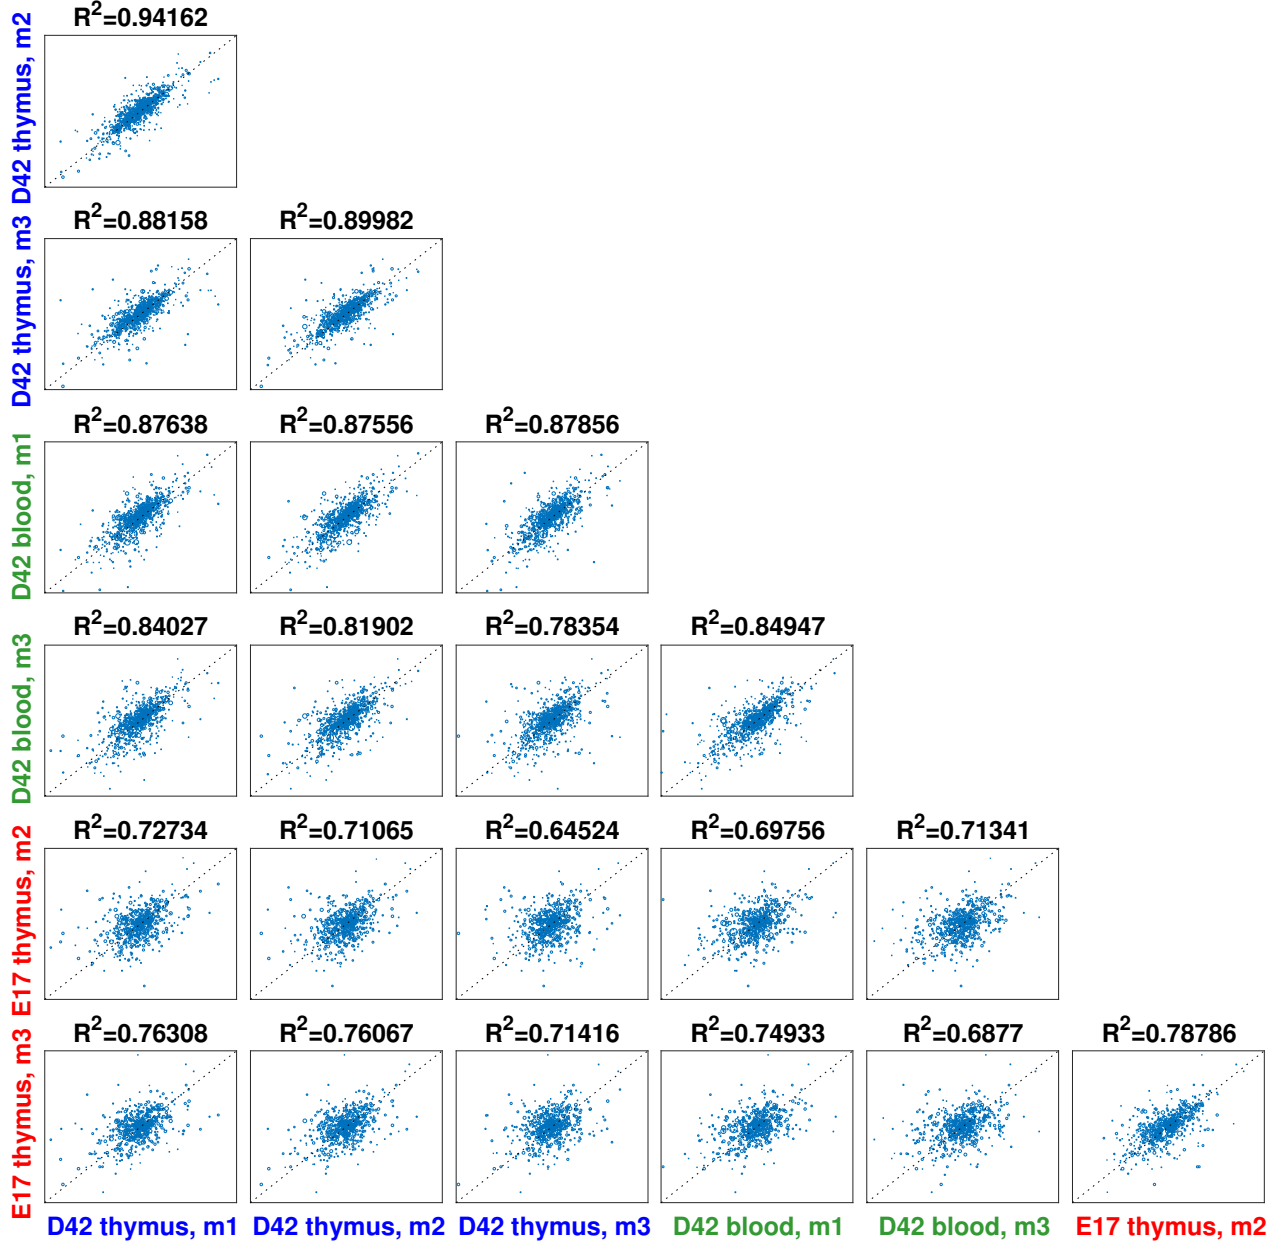 R²=0.94162
D42 thymus, m2
R²=0.88158 R²=0.89982
D42 thymus, m3
R²=0.87638 R²=0.87556 R²=0.87856
D42 blood, m1
R²=0.84027 R²=0.81902 R²=0.78354 R²=0.84947
D42 blood, m3
R²=0.72734 R²=0.71065 R²=0.64524 R²=0.69756 R²=0.71341
E17 thymus, m2
R²=0.76308 R²=0.76067 R²=0.71416 R²=0.74933 R²=0.6877 R²=0.78786
E17 thymus, m3
D42 thymus, m1 D42 thymus, m2 D42 thymus, m3 D42 blood, m1 D42 blood, m3 E17 thymus, m2